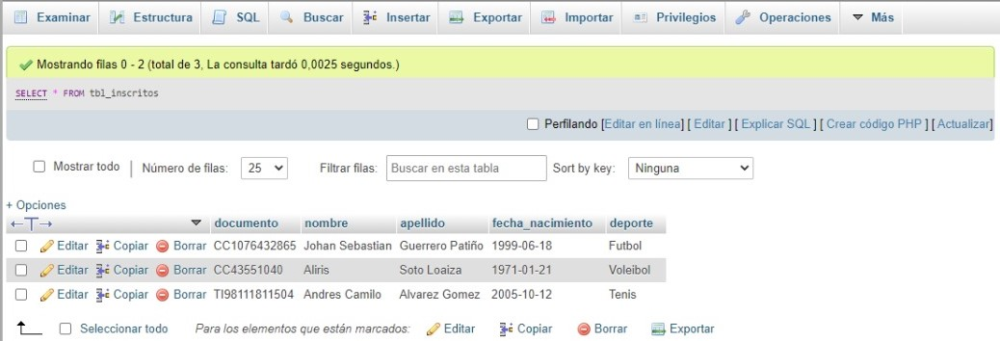 Examinar Estructura SQL Buscar Insertar Exportar Importar Privilegios Operaciones Más
Mostrando filas 0 - 2 (total de 3, La consulta tardó 0,0025 segundos.)
SELECT * FROM tbl_inscritos
Perfilando [Editar en línea] [ Editar ] [ Explicar SQL ] [ Crear código PHP ] [ Actualizar]
Mostrar todo | Número de filas: 25 Filtrar filas: Buscar en esta tabla Sort by key: Ninguna
+ Opciones
←T→ documento nombre apellido fecha_nacimiento deporte
Editar Copiar Borrar CC1076432865 Johan Sebastian Guerrero Patiño 1999-06-18 Futbol
Editar Copiar Borrar CC43551040 Aliris Soto Loaiza 1971-01-21 Voleibol
Editar Copiar Borrar TI98111811504 Andres Camilo Alvarez Gomez 2005-10-12 Tenis
Seleccionar todo Para los elementos que están marcados: Editar Copiar Borrar Exportar